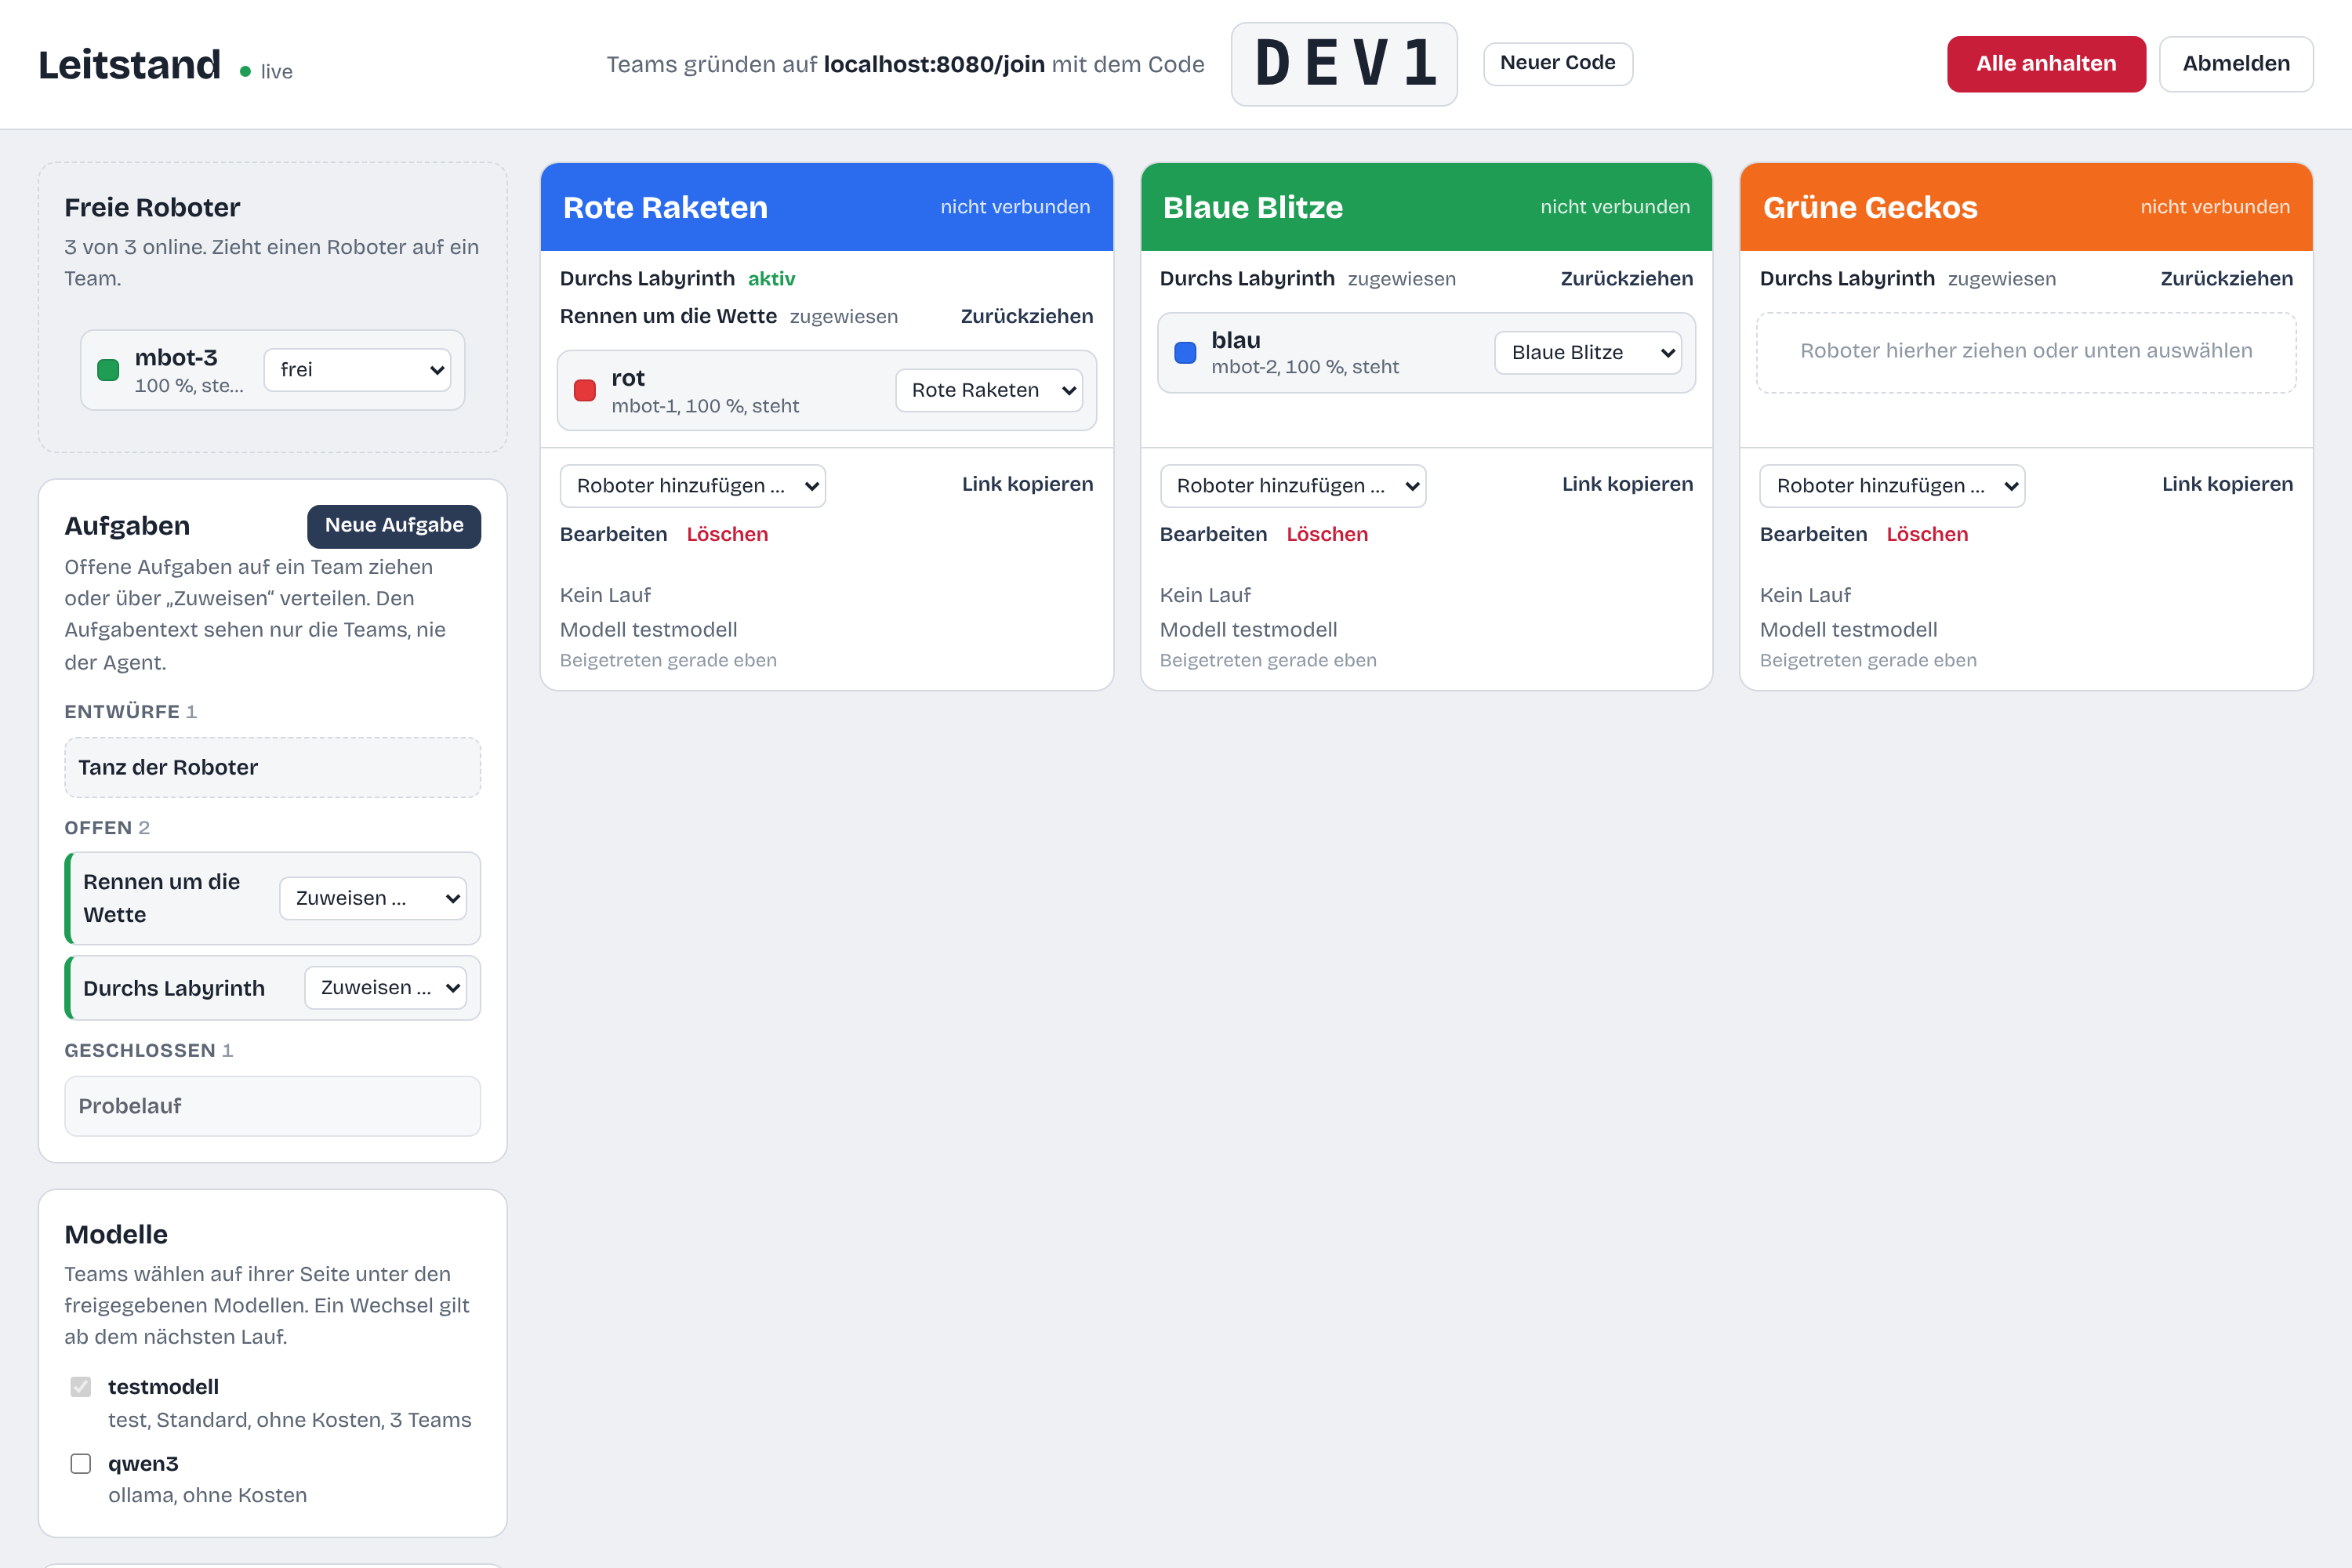 Leitstand
live
Teams gründen auf localhost:8080/join mit dem Code
DEV1
Neuer Code
Alle anhalten
Abmelden
Freie Roboter
3 von 3 online. Zieht einen Roboter auf ein
Team.
mbot-3
100 %, ste...
frei
Aufgaben
Neue Aufgabe
Offene Aufgaben auf ein Team ziehen
oder über „Zuweisen“ verteilen. Den
Aufgabentext sehen nur die Teams, nie
der Agent.
ENTWÜRFE 1
Tanz der Roboter
OFFEN 2
Rennen um die
Wette
Zuweisen ...
Durchs Labyrinth
Zuweisen ...
GESCHLOSSEN 1
Probelauf
Modelle
Teams wählen auf ihrer Seite unter den
freigegebenen Modellen. Ein Wechsel gilt
ab dem nächsten Lauf.
testmodell
test, Standard, ohne Kosten, 3 Teams
qwen3
ollama, ohne Kosten
Rote Raketen
nicht verbunden
Durchs Labyrinth aktiv
Rennen um die Wette zugewiesen Zurückziehen
rot
mbot-1, 100 %, steht
Rote Raketen
Roboter hinzufügen ...
Link kopieren
Bearbeiten Löschen
Kein Lauf
Modell testmodell
Beigetreten gerade eben
Blaue Blitze
nicht verbunden
Durchs Labyrinth zugewiesen Zurückziehen
blau
mbot-2, 100 %, steht
Blaue Blitze
Roboter hinzufügen ...
Link kopieren
Bearbeiten Löschen
Kein Lauf
Modell testmodell
Beigetreten gerade eben
Grüne Geckos
nicht verbunden
Durchs Labyrinth zugewiesen Zurückziehen
Roboter hierher ziehen oder unten auswählen
Roboter hinzufügen ...
Link kopieren
Bearbeiten Löschen
Kein Lauf
Modell testmodell
Beigetreten gerade eben